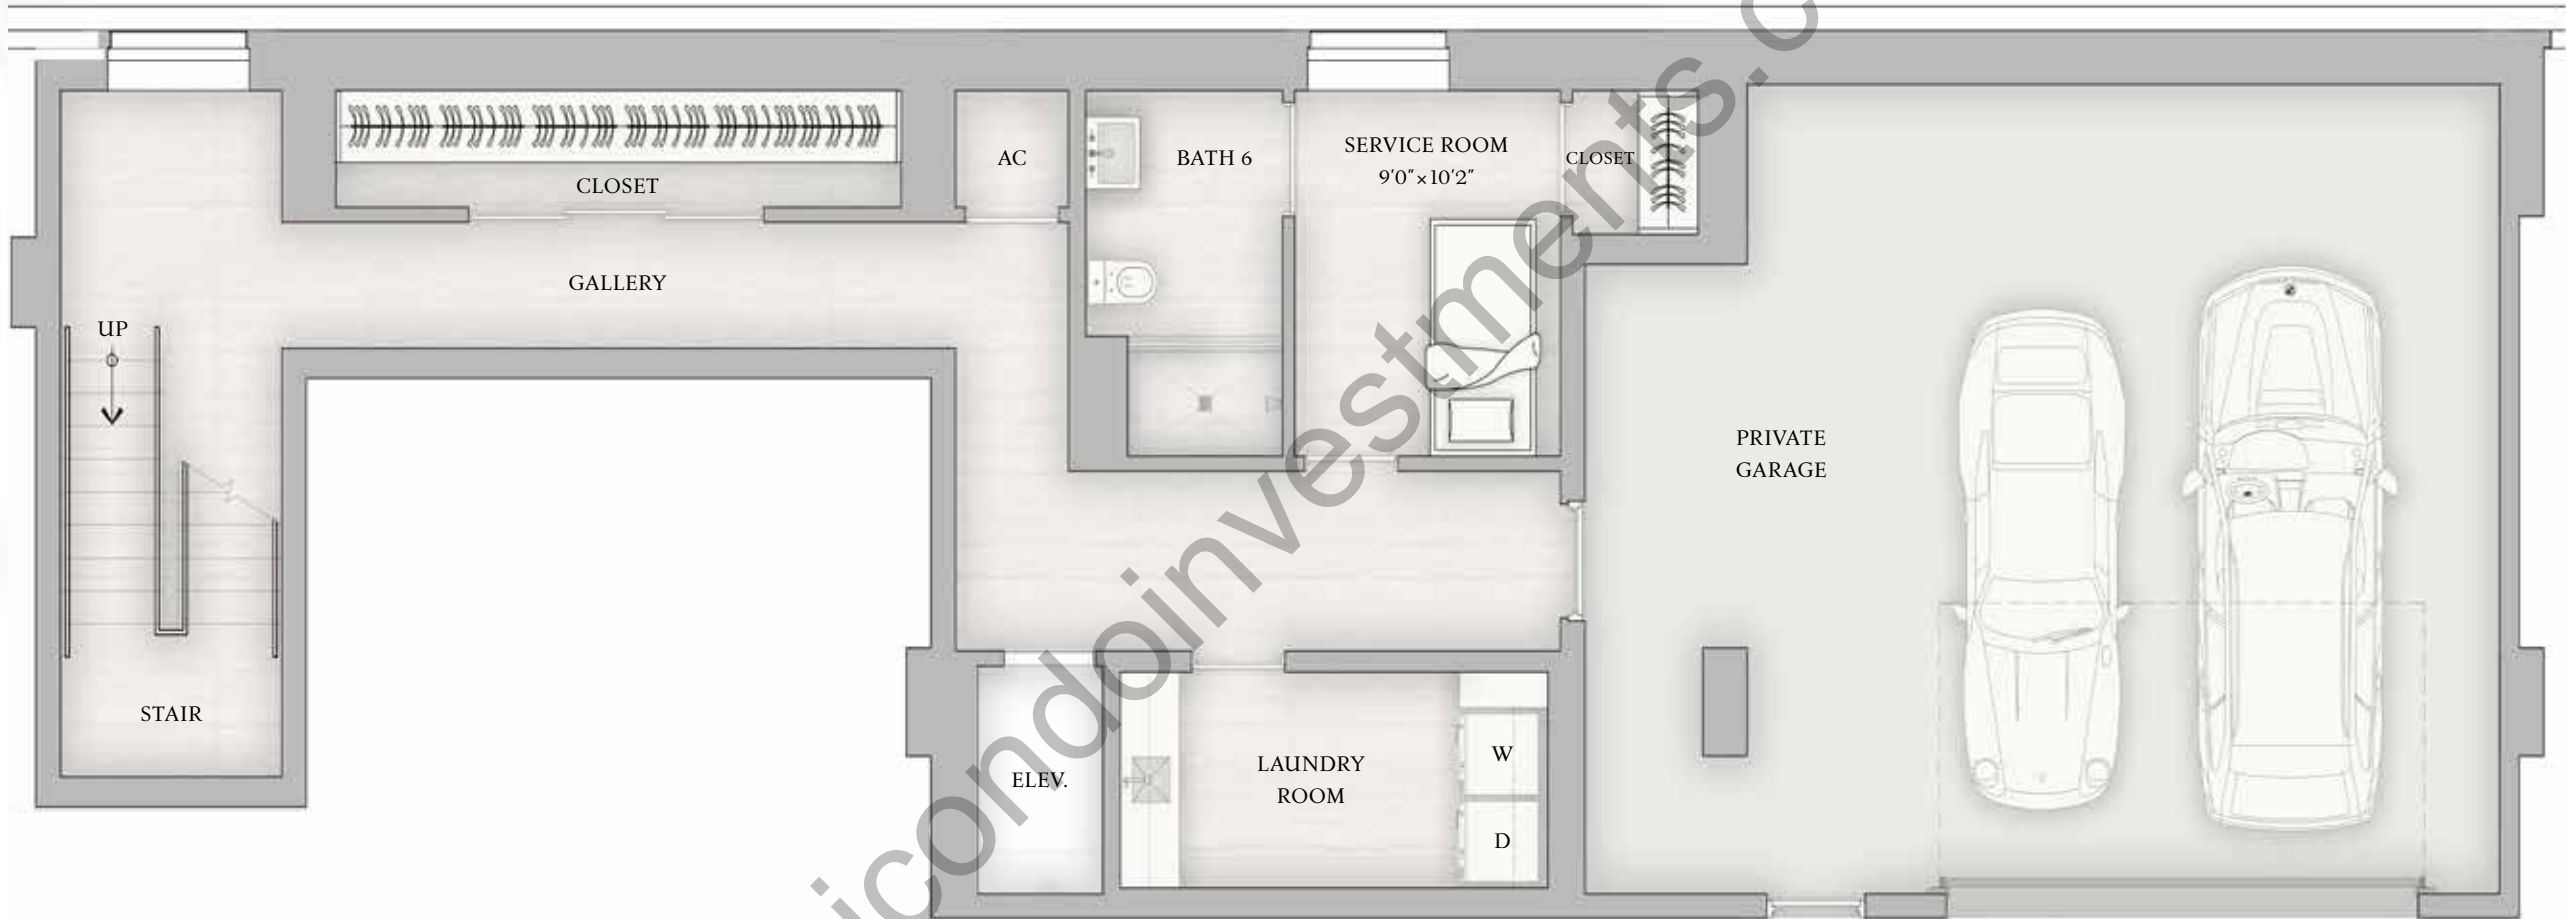 AC
BATH 6
SERVICE ROOM
9'0"×10'2"
CLOSET
CLOSET
GALLERY
UP
PRIVATE
GARAGE
STAIR
ELEV.
LAUNDRY
ROOM
W
D
icondoinvestments.c